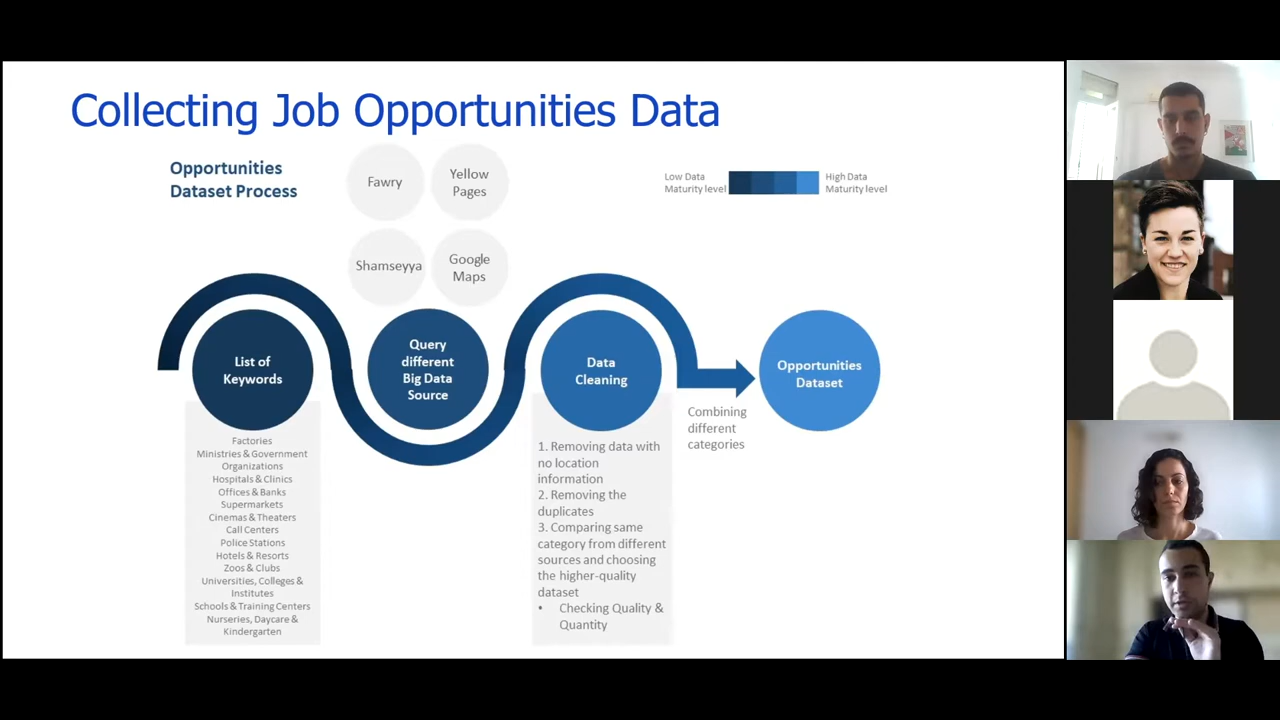 Collecting Job Opportunities Data
Opportunities
Dataset Process
Fawry
Yellow
Pages
Shamseyya
Google
Maps
Low Data
Maturity level
High Data
Maturity level
List of
Keywords
Query
different
Big Data
Source
Data
Cleaning
Opportunities
Dataset
Combining
different
categories
Factories
Ministries & Government
Organizations
Hospitals & Clinics
Offices & Banks
Supermarkets
Cinemas & Theaters
Call Centers
Police Stations
Hotels & Resorts
Zoos & Clubs
Universities, Colleges &
Institutes
Schools & Training Centers
Nurseries, Daycare &
Kindergarten
1. Removing data with
no location
information
2. Removing the
duplicates
3. Comparing same
category from different
sources and choosing
the higher-quality
dataset
• Checking Quality &
Quantity